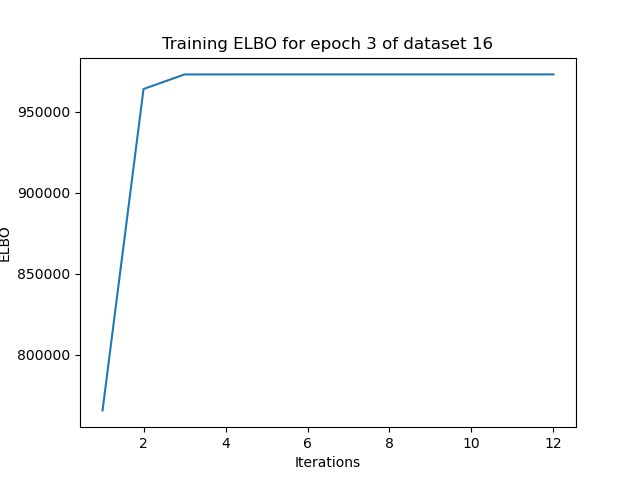 Training ELBO for epoch 3 of dataset 16
950000
900000
850000
800000
ELBO
2 4 6 8 10 12
Iterations